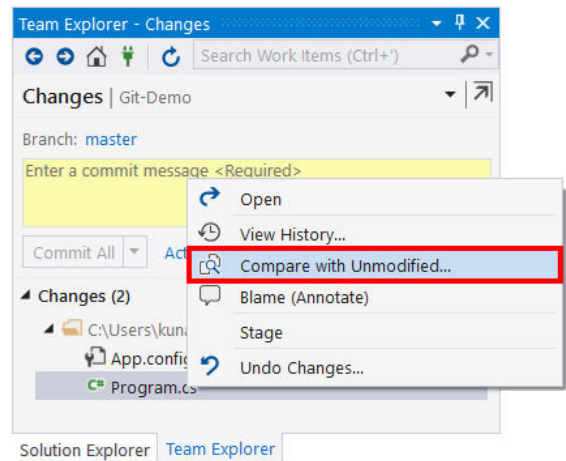 Team Explorer - Changes
Search Work Items (Ctrl+')
Changes | Git-Demo
Branch: master
Enter a commit message <Required>
Open
View History...
Commit All
Compare with Unmodified...
Changes (2)
Blame (Annotate)
C:\Users\kuna
Stage
App.config
Undo Changes...
C# Program.cs
Solution Explorer Team Explorer